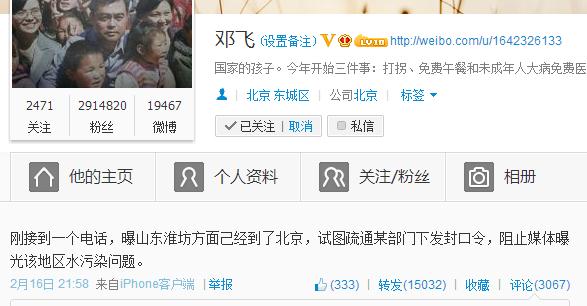 邓飞 (设置备注) V LV10 http://weibo.com/u/1642326133
国家的孩子。今年开始三件事：打拐、免费午餐和未成年人大病免费医
北京 东城区 公司北京 标签
2471 2914820 19467
关注 粉丝 微博
已关注 | 取消 私信
他的主页 个人资料 关注/粉丝 相册
刚接到一个电话，曝山东淮坊方面己经到了北京，试图疏通某部门下发封口令，阻止媒体曝
光该地区水污染问题。
2月16日 21:58 来自iPhone客户端 | 举报 (333) | 转发(15032) | 收藏 | 评论(3067)